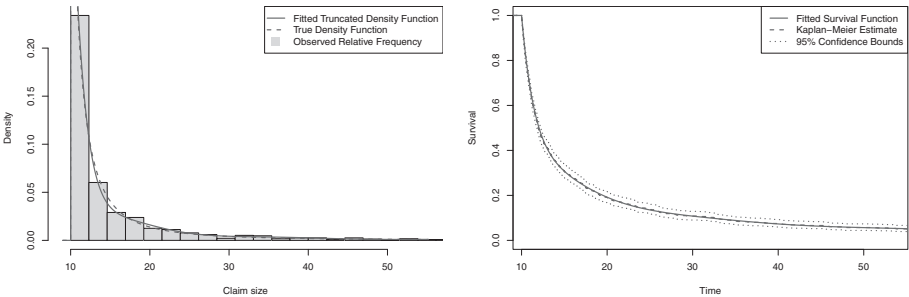 Fitted Truncated Density Function
True Density Function
Observed Relative Frequency
Density
0.00 0.05 0.10 0.15 0.20
10 20 30 40 50
Claim size
Fitted Survival Function
Kaplan−Meier Estimate
95% Confidence Bounds
Survival
0.0 0.2 0.4 0.6 0.8 1.0
10 20 30 40 50
Time